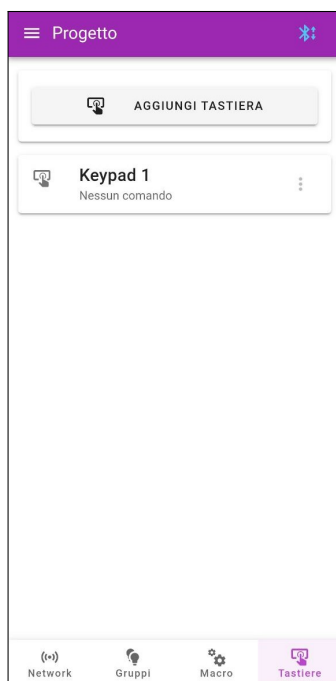 Progetto
AGGIUNGI TASTIERA
Keypad 1
Nessun comando
Network Gruppi Macro Tastiere